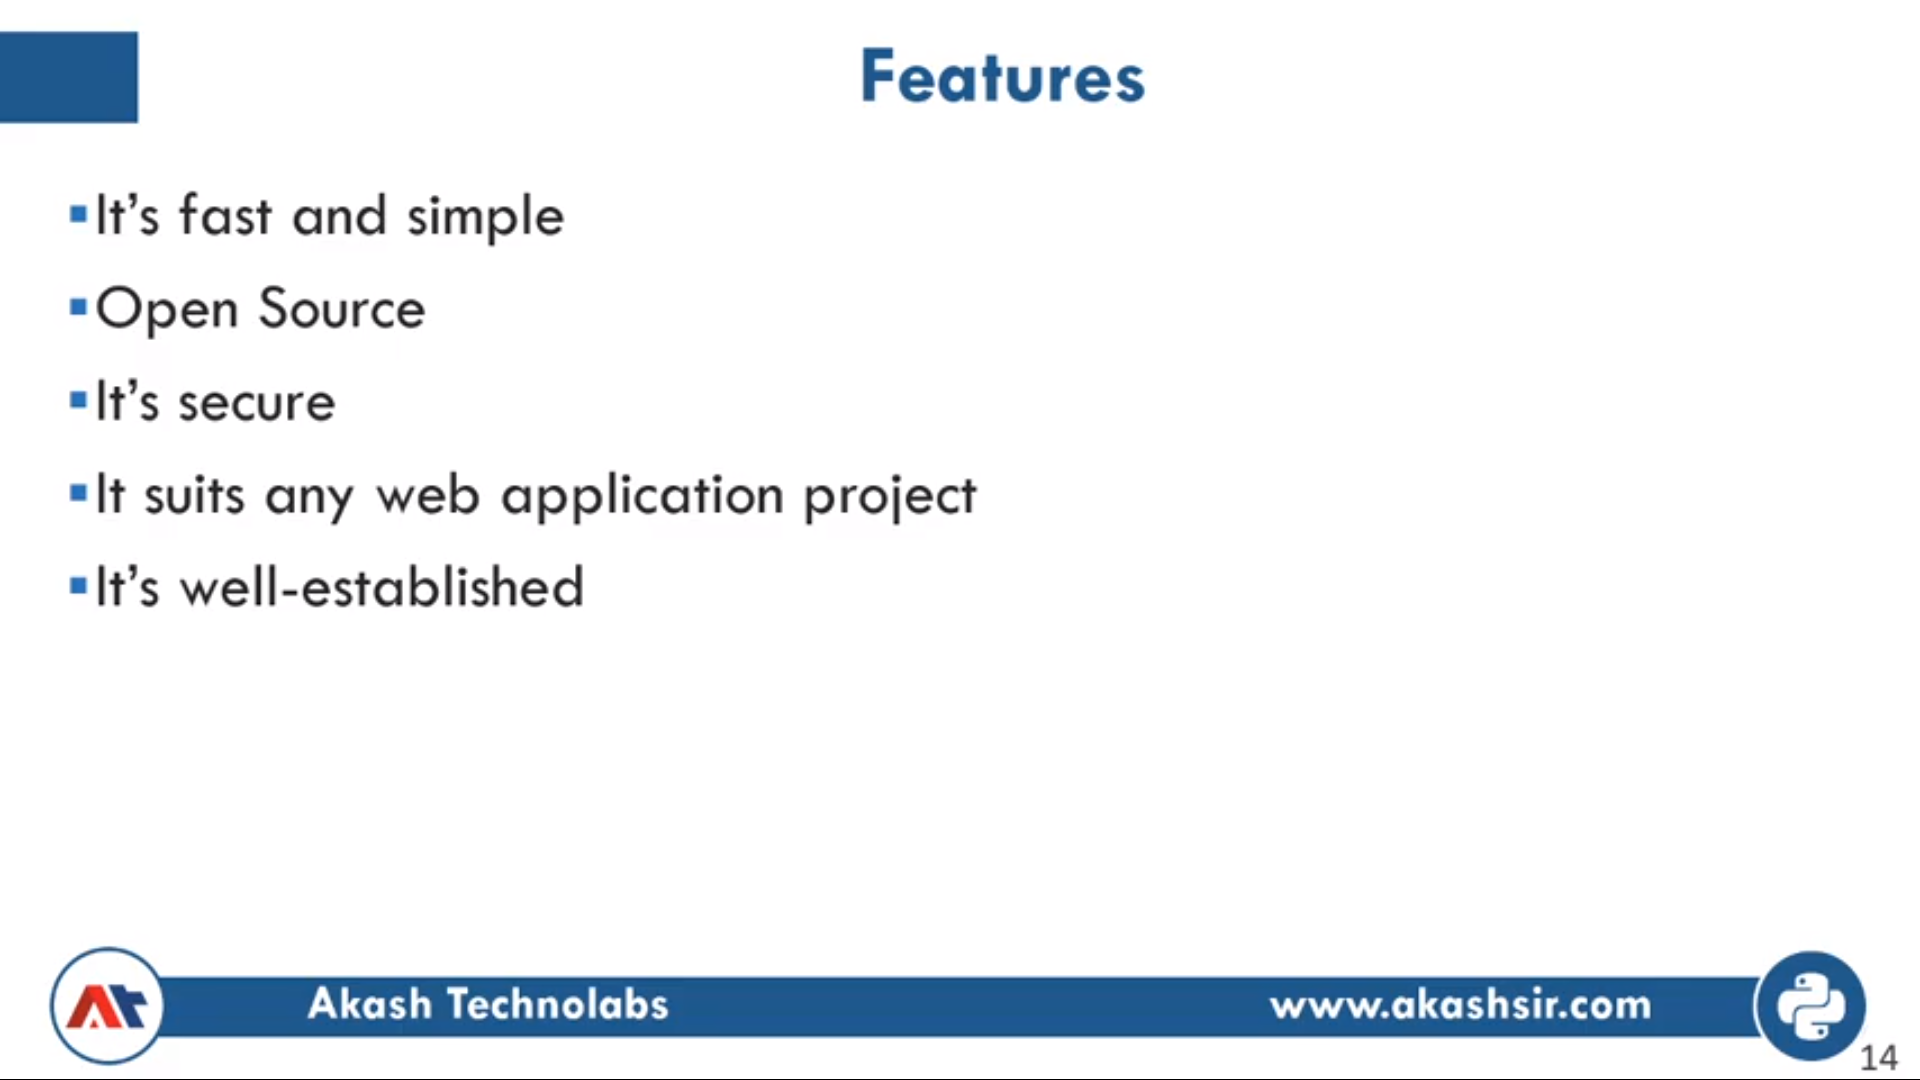 Features
It’s fast and simple
Open Source
It’s secure
It suits any web application project
It’s well-established
At
Akash Technolabs
www.akashsir.com
14